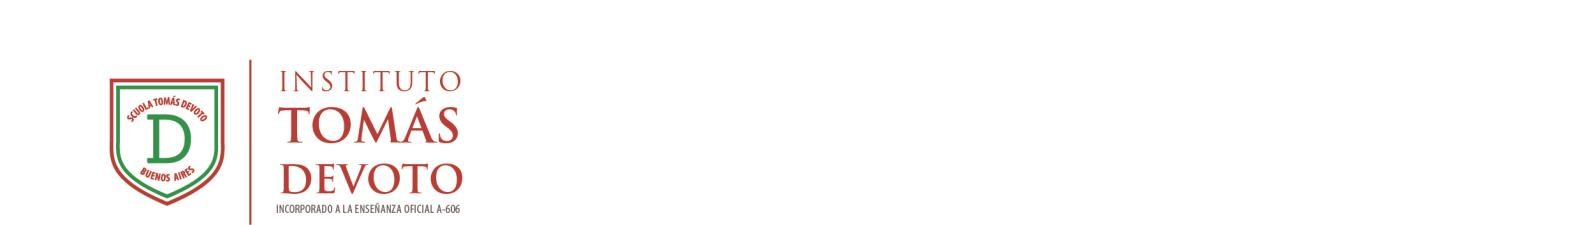 SCUOLA TOMÁS DEVOTO
D
BUENOS AIRES
INSTITUTO
TOMÁS
DEVOTO
INCORPORADO A LA ENSEÑANZA OFICIAL A-606